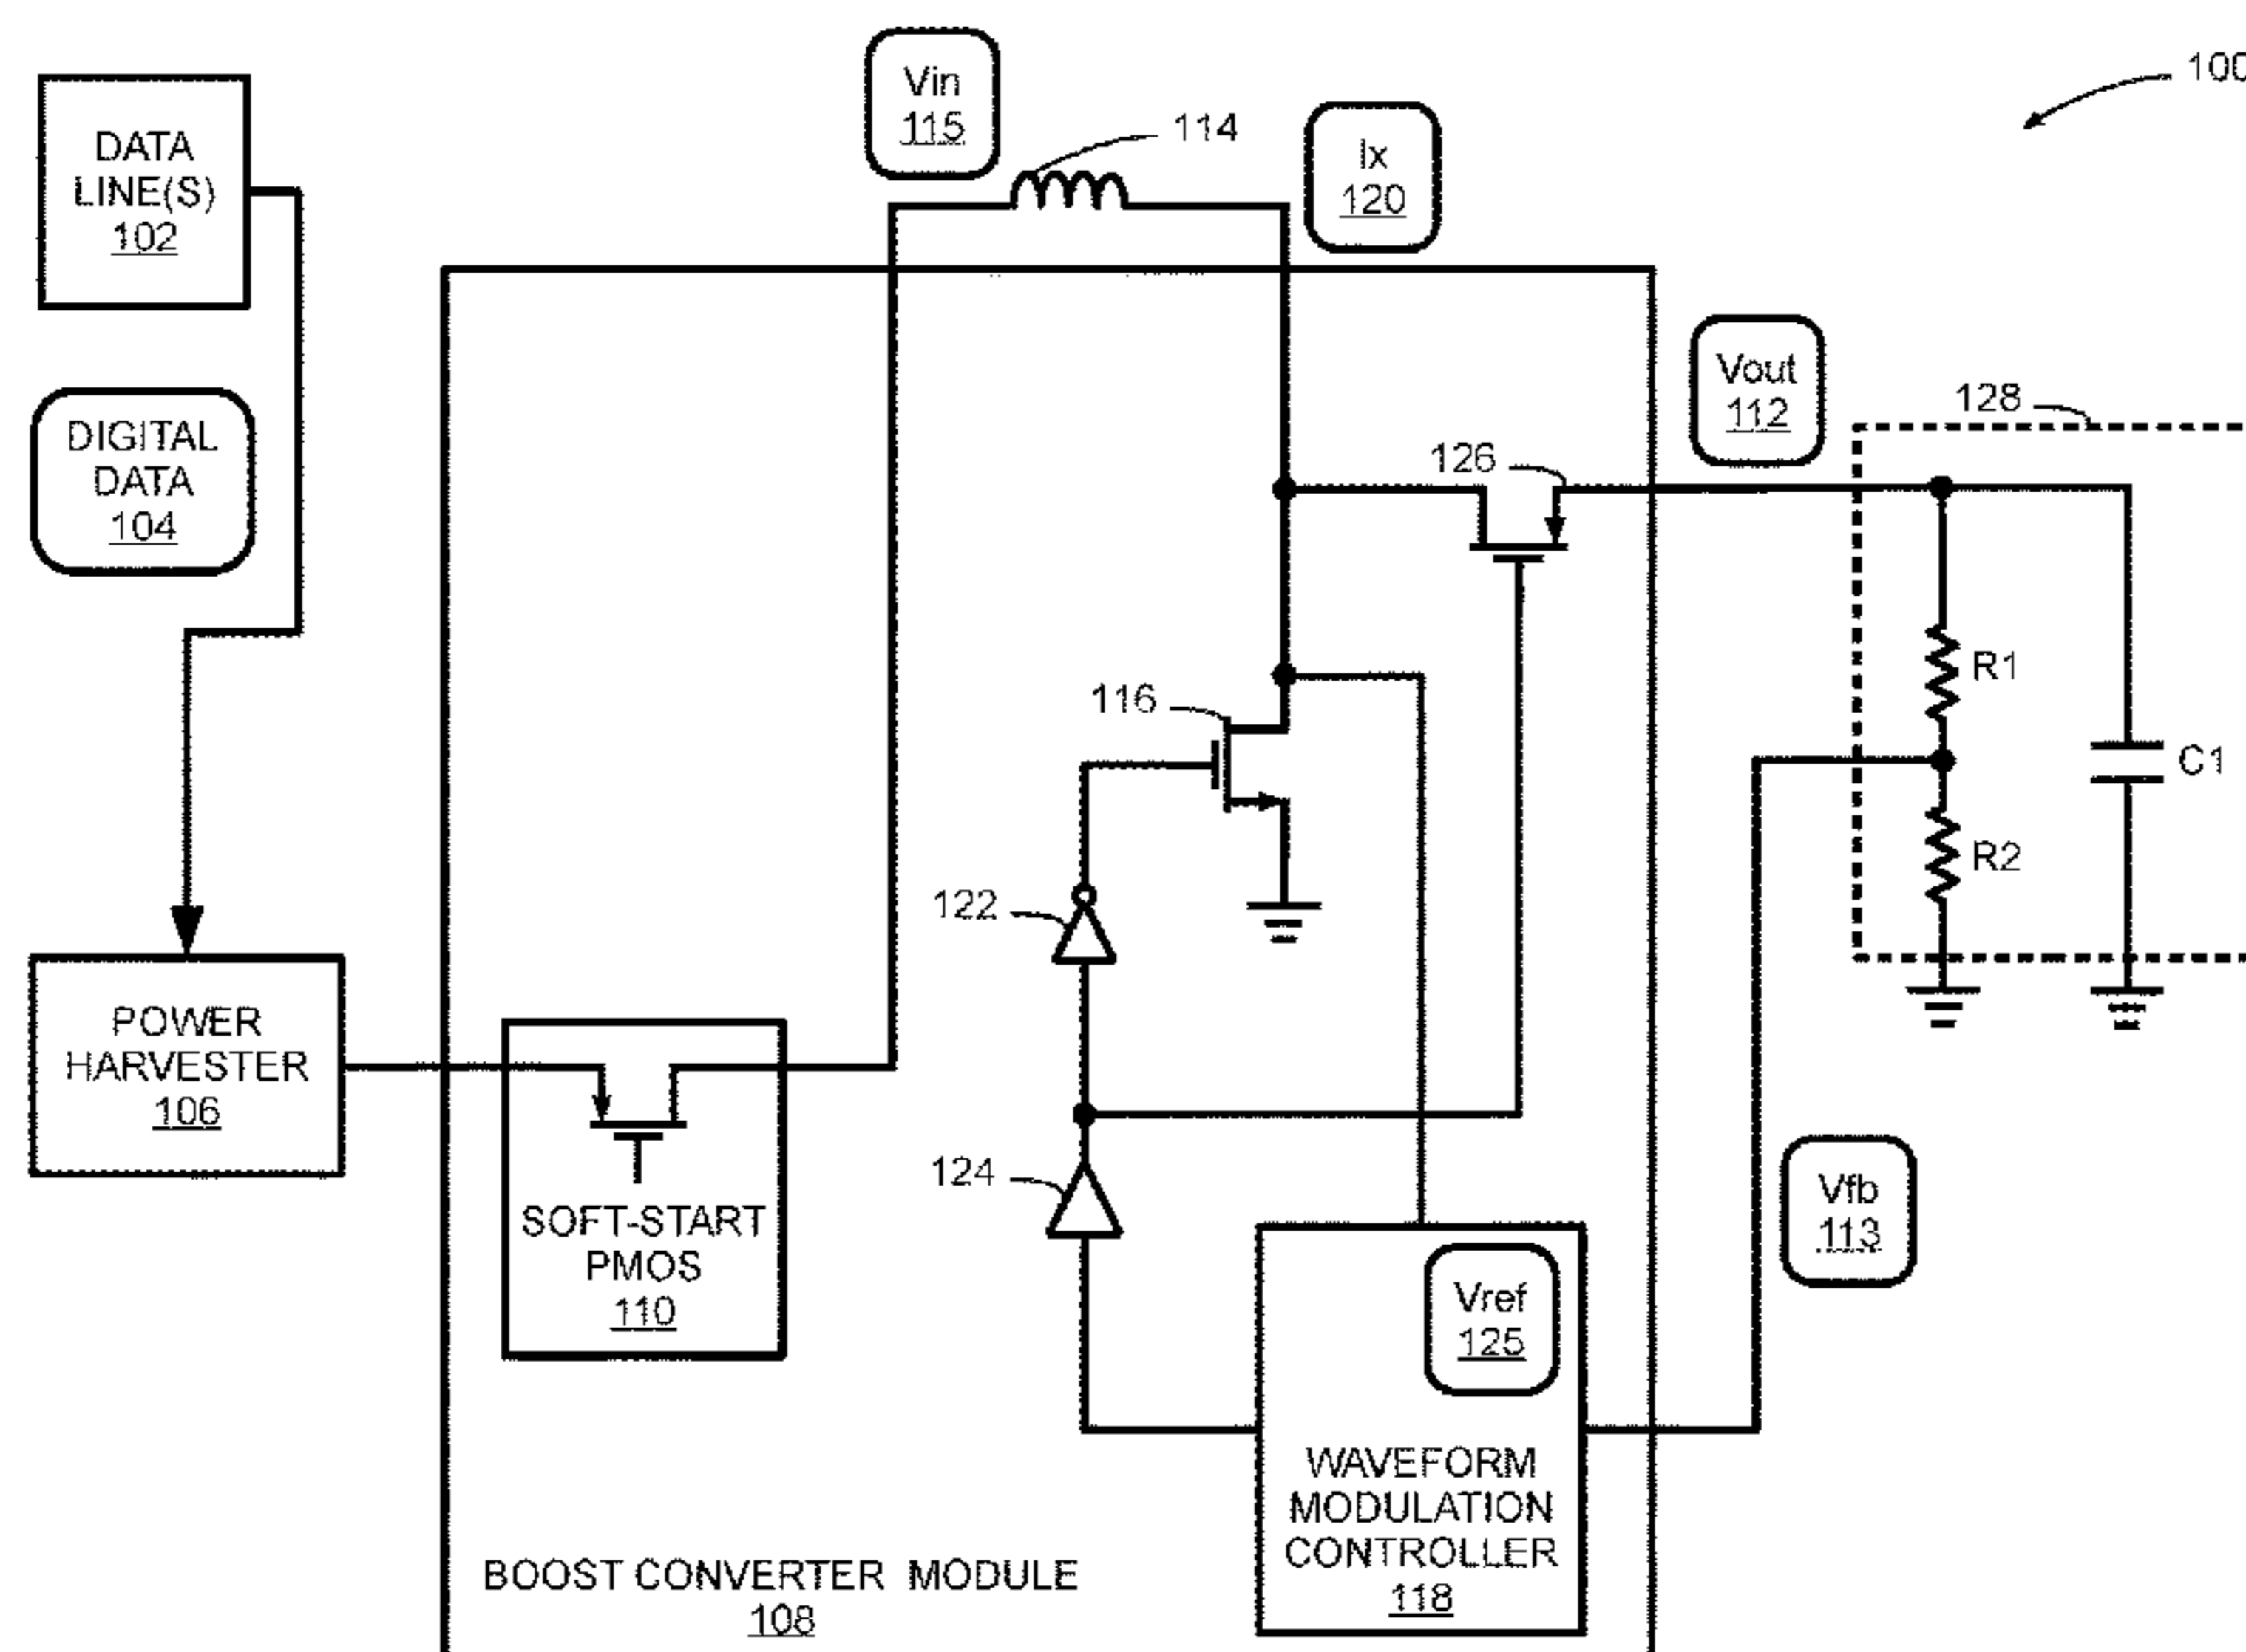 100
Vin
115
114
Ix
120
DATA
LINE(S)
102
Vout
112
128
DIGITAL
DATA
104
126
R1
116
C1
R2
122
POWER
HARVESTER
106
124
SOFT-START
PMOS
110
Vfb
113
Vref
125
WAVEFORM
MODULATION
CONTROLLER
118
BOOST CONVERTER MODULE
108